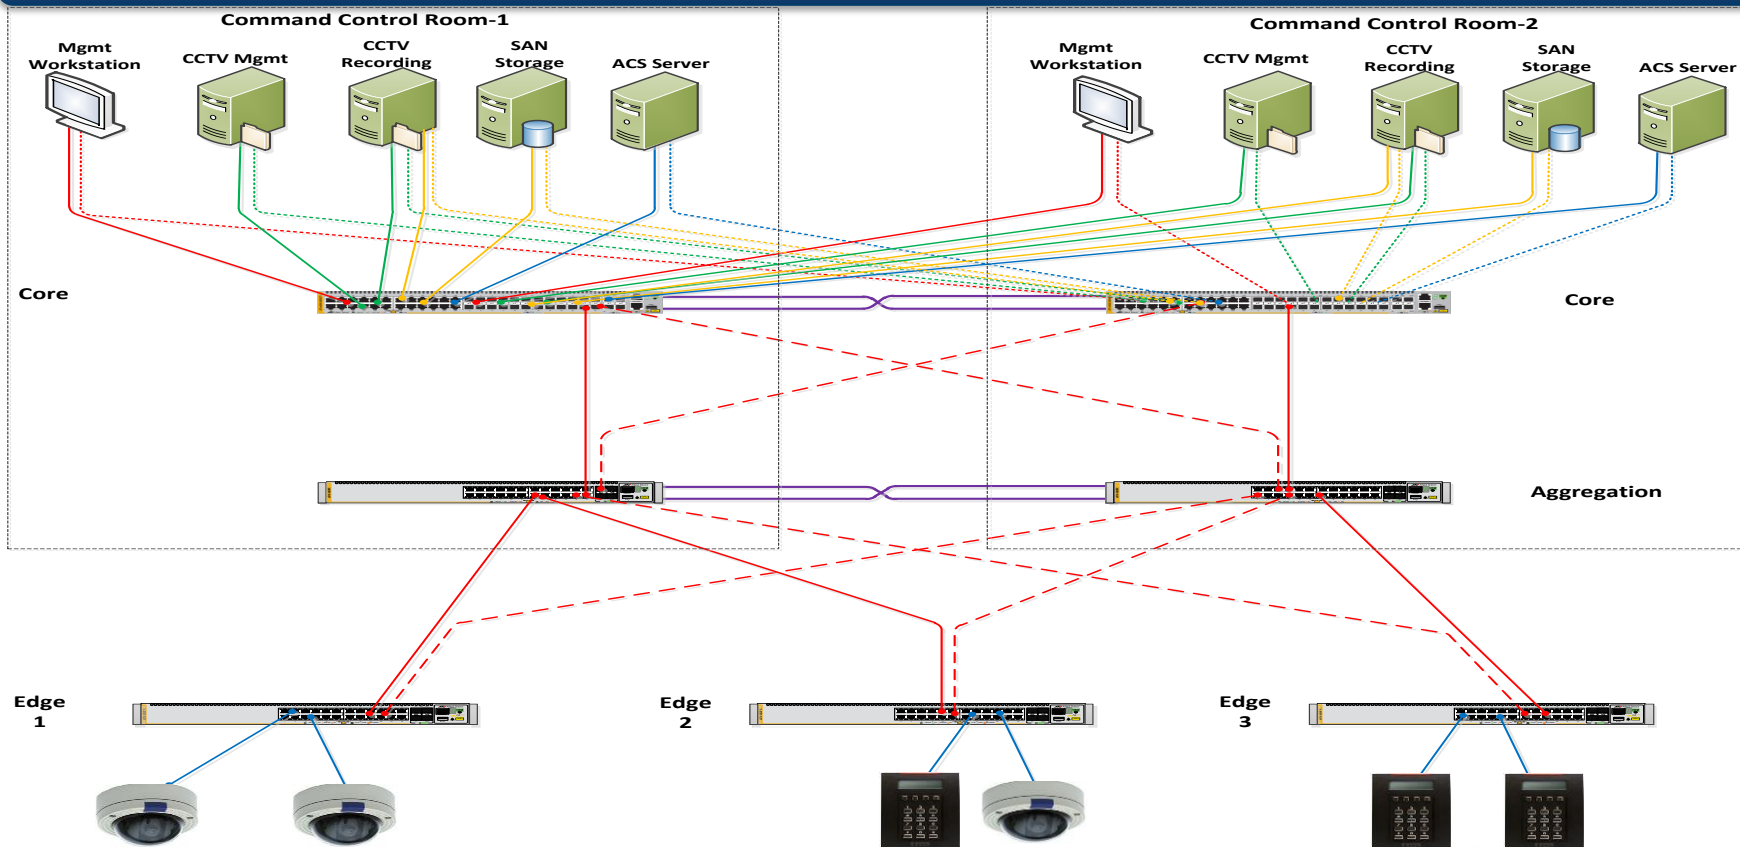 Command Control Room-1
Command Control Room-2
Mgmt
Workstation
CCTV Mgmt
CCTV
Recording
SAN
Storage
ACS Server
Mgmt
Workstation
CCTV Mgmt
CCTV
Recording
SAN
Storage
ACS Server
Core
Core
Aggregation
Edge
1
Edge
2
Edge
3